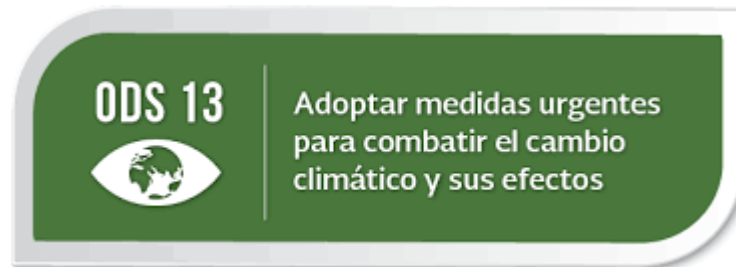 ODS 13
Adoptar medidas urgentes
para combatir el cambio
climático y sus efectos